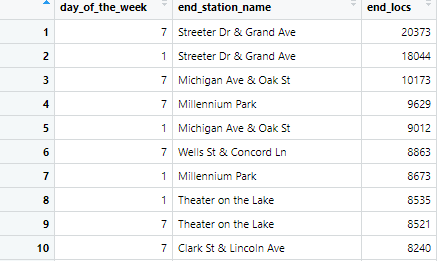 day_of_the_week end_station_name end_locs
1 7 Streeter Dr & Grand Ave 20373
2 1 Streeter Dr & Grand Ave 18044
3 7 Michigan Ave & Oak St 10173
4 7 Millennium Park 9629
5 1 Michigan Ave & Oak St 9012
6 7 Wells St & Concord Ln 8863
7 1 Millennium Park 8673
8 1 Theater on the Lake 8535
9 7 Theater on the Lake 8521
10 7 Clark St & Lincoln Ave 8240